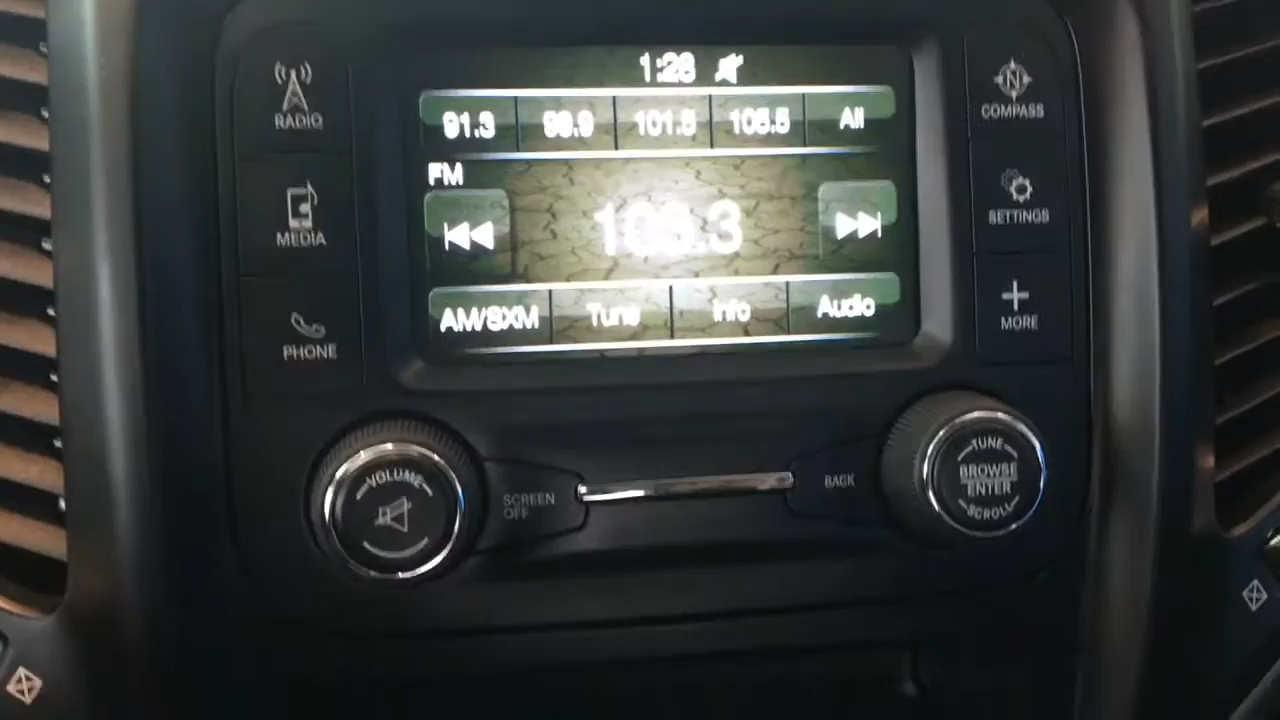 1:28
RADIO
91.3 99.9 101.5 105.5 All
COMPASS
FM
MEDIA
SETTINGS
AM/SXM Tune Info Audio
PHONE
MORE
VOLUME
SCREEN
OFF
BACK
TUNE
BROWSE
ENTER
SCROLL
N